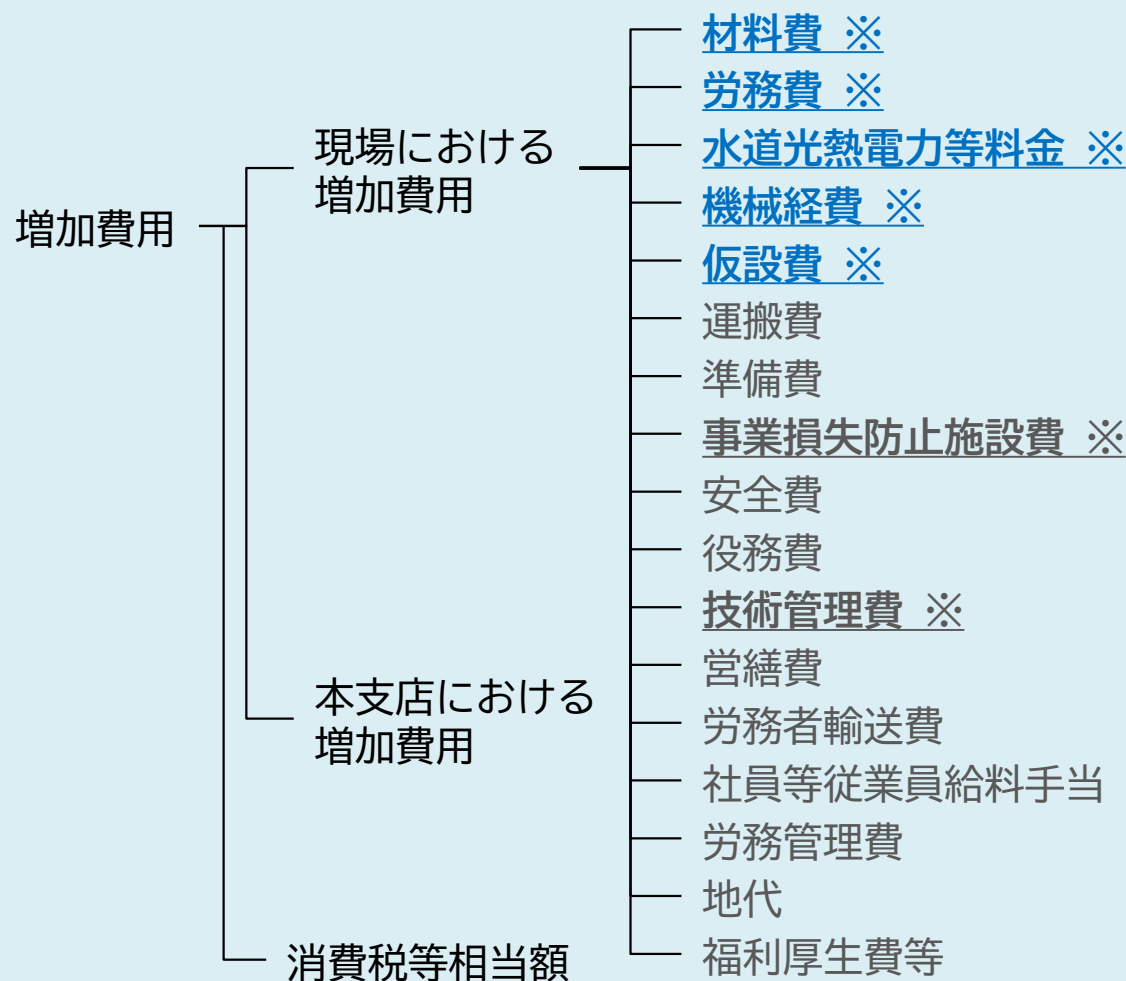 増加費用
現場における
増加費用
材料費 ※
労務費 ※
水道光熱電力等料金 ※
機械経費 ※
仮設費 ※
運搬費
準備費
事業損失防止施設費 ※
安全費
役務費
技術管理費 ※
営繕費
労務者輸送費
社員等従業員給料手当
労務管理費
地代
福利厚生費等
本支店における
増加費用
消費税等相当額